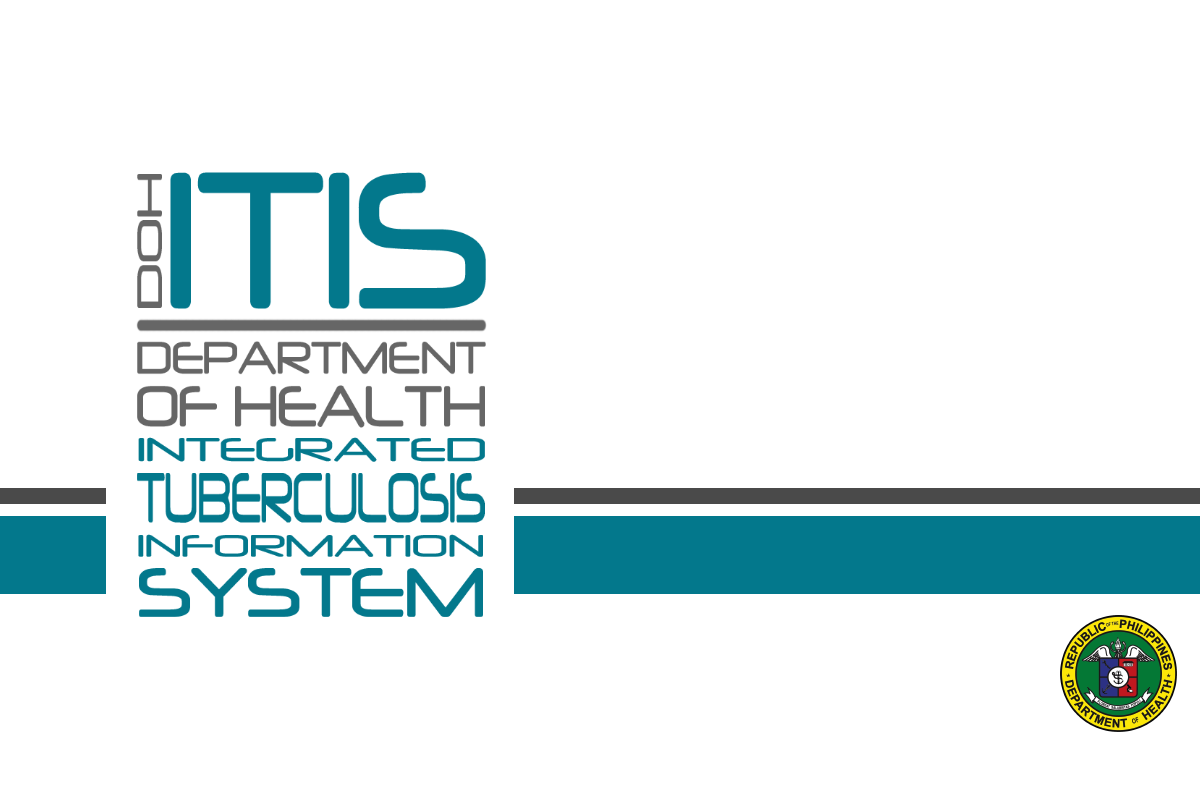 DOH
ITIS
DEPARTMENT
OF HEALTH
INTEGRATED
TUBERCULOSIS
INFORMATION
SYSTEM
REPUBLIC OF THE PHILIPPINES
DEPARTMENT OF HEALTH